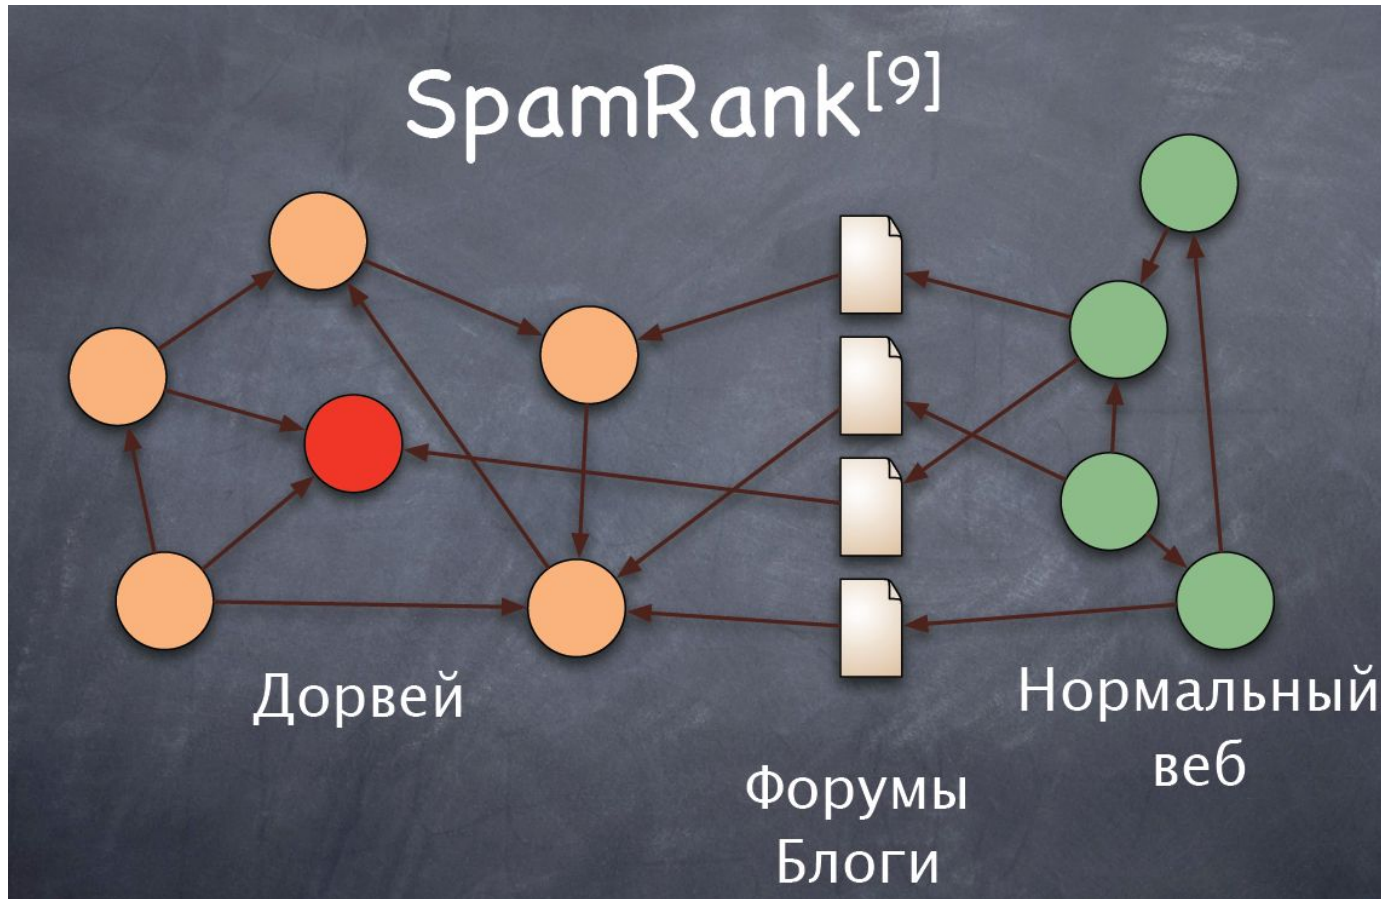 SpamRank[9]
Дорвей
Нормальный
веб
Форумы
Блоги